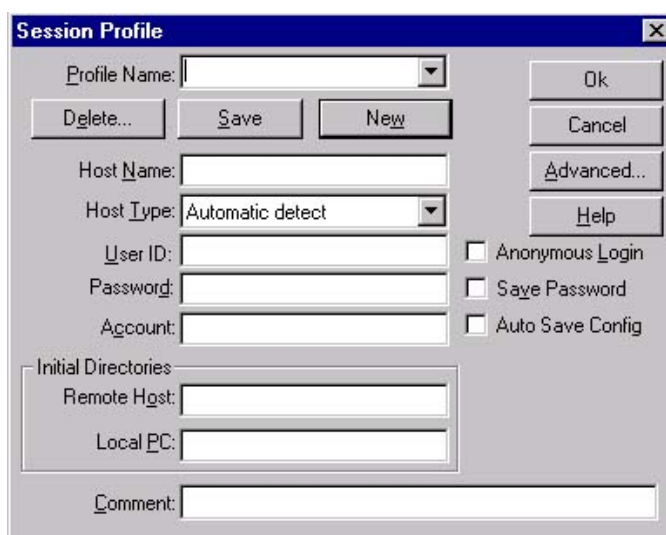 Session Profile
Profile Name:
Ok
Delete...
Save
New
Cancel
Host Name:
Advanced...
Host Type: Automatic detect
Help
User ID:
Anonymous Login
Password:
Save Password
Account:
Auto Save Config
Initial Directories
Remote Host:
Local PC:
Comment: